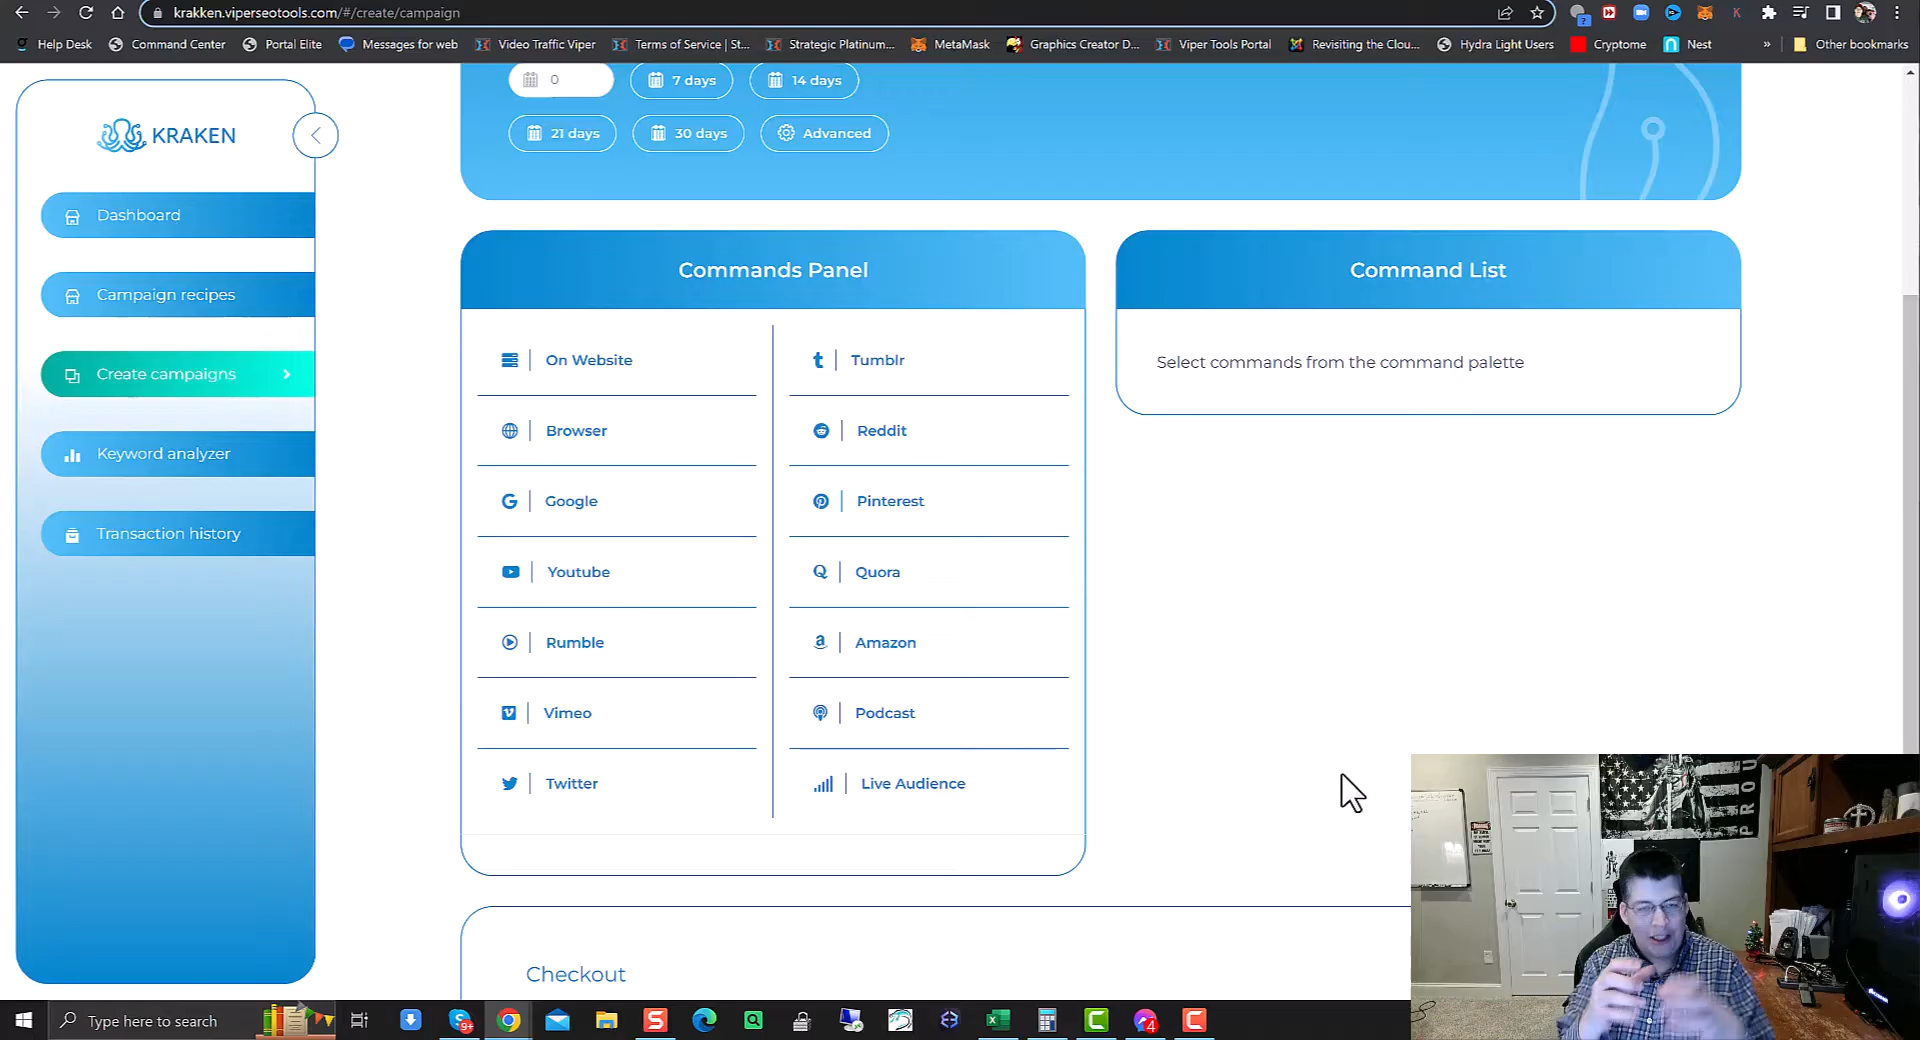 krakken.viperseotools.com/#/create/campaign
Help Desk
Command Center
Portal Elite
Messages for web
Video Traffic Viper
Terms of Service | St...
Strategic Platinum...
MetaMask
Graphics Creator D...
Viper Tools Portal
Revisiting the Clou...
Hydra Light Users
Cryptome
Nest
»
Other bookmarks
KRAKEN
Dashboard
Campaign recipes
Create campaigns
Keyword analyzer
Transaction history
0
7 days
14 days
21 days
30 days
Advanced
Commands Panel
On Website
Browser
Google
Youtube
Rumble
Vimeo
Twitter
Tumblr
Reddit
Pinterest
Quora
Amazon
Podcast
Live Audience
Command List
Select commands from the command palette
Checkout
Type here to search
9+
4